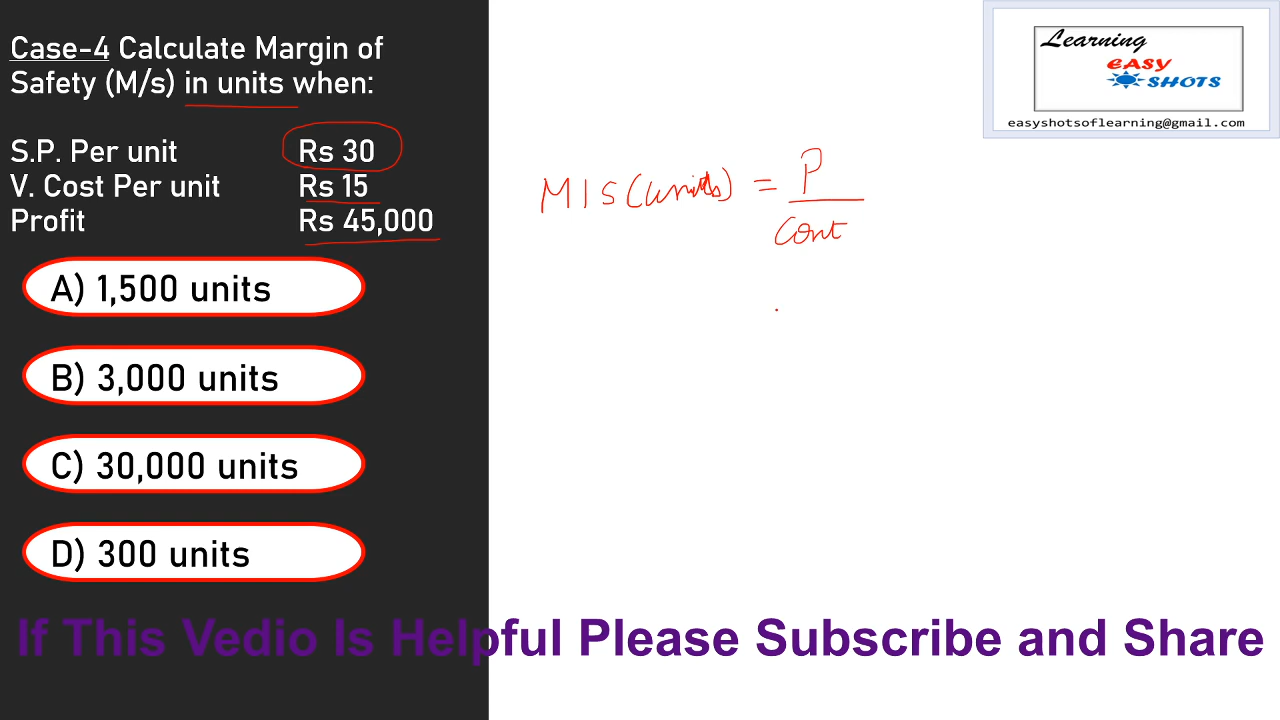 Case-4 Calculate Margin of
Safety (M/s) in units when:
S.P. Per unit Rs 30
V. Cost Per unit Rs 15
Profit Rs 45,000
A) 1,500 units
B) 3,000 units
C) 30,000 units
D) 300 units
Learning
EASY
SHOTS
easyshotsoflearning@gmail.com
M/S (units) = P
Cont
If This Vedio Is Helpful Please Subscribe and Share